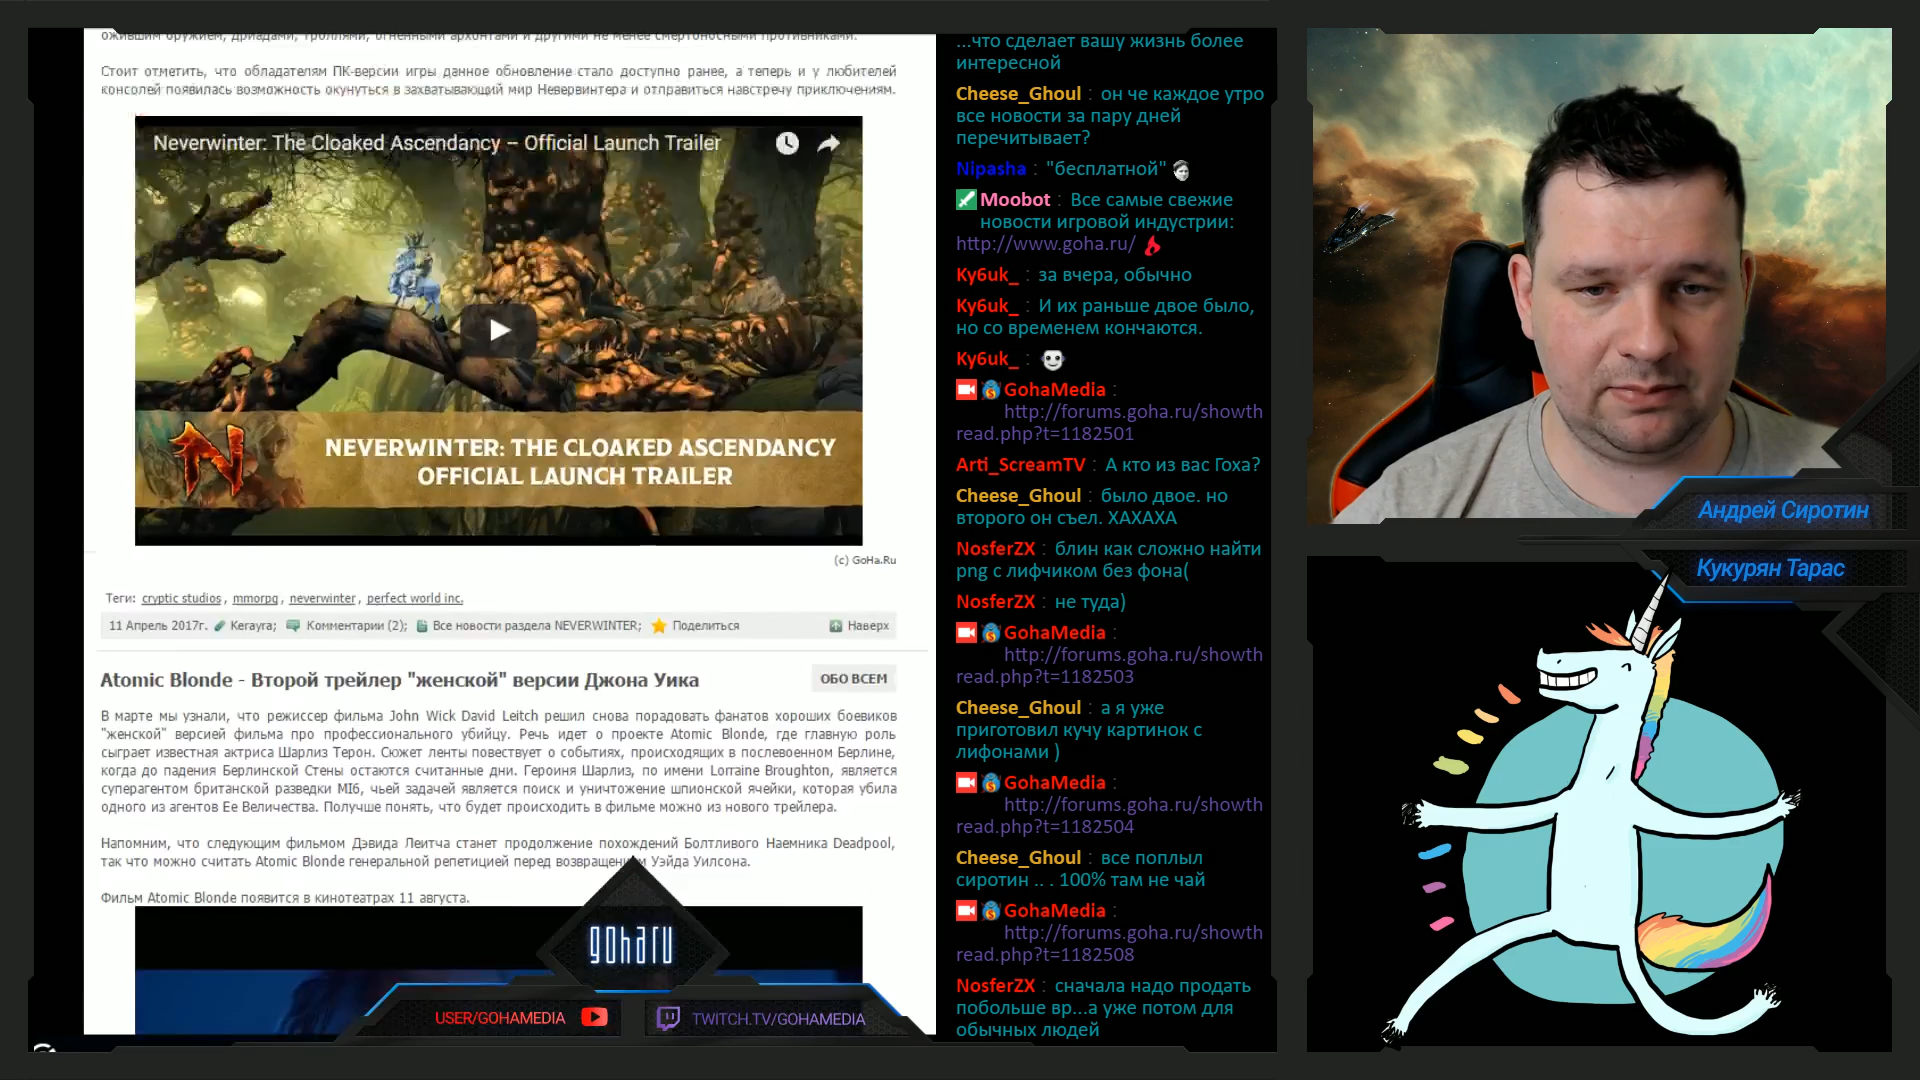 ожившим оружием, дриадами, троллями, огненными архонтами и другими не менее смертоносными противниками.
Стоит отметить, что обладателям ПК-версии игры данное обновление стало доступно ранее, а теперь и у любителей
консолей появилась возможность окунуться в захватывающий мир Невервинтера и отправиться навстречу приключениям.
Neverwinter: The Cloaked Ascendancy – Official Launch Trailer
NEVERWINTER: THE CLOAKED ASCENDANCY
OFFICIAL LAUNCH TRAILER
(c) GoHa.Ru
Теги: cryptic studios, mmorpg, neverwinter, perfect world inc.
11 Апрель 2017г. Kerayra; Комментарии (2); Все новости раздела NEVERWINTER; Поделиться Наверх
Atomic Blonde - Второй трейлер "женской" версии Джона Уика
ОБО ВСЕМ
В марте мы узнали, что режиссер фильма John Wick David Leitch решил снова порадовать фанатов хороших боевиков
"женской" версией фильма про профессионального убийцу. Речь идет о проекте Atomic Blonde, где главную роль
сыграет известная актриса Шарлиз Терон. Сюжет ленты повествует о событиях, происходящих в послевоенном Берлине,
когда до падения Берлинской Стены остаются считанные дни. Героиня Шарлиз, по имени Lorraine Broughton, является
суперагентом британской разведки MI6, чьей задачей является поиск и уничтожение шпионской ячейки, которая убила
одного из агентов Ее Величества. Получше понять, что будет происходить в фильме можно из нового трейлера.
Напомним, что следующим фильмом Дэвида Леитча станет продолжение похождений Болтливого Наемника Deadpool,
так что можно считать Atomic Blonde генеральной репетицией перед возвращением Уэйда Уилсона.
Фильм Atomic Blonde появится в кинотеатрах 11 августа.
goharu
USER/GOHAMEDIA
TWITCH.TV/GOHAMEDIA
...что сделает вашу жизнь более
интересной
Cheese_Ghoul : он че каждое утро
все новости за пару дней
перечитывает?
Nipasha : "бесплатной"
Moobot : Все самые свежие
новости игровой индустрии:
http://www.goha.ru/
Ky6uk_ : за вчера, обычно
Ky6uk_ : И их раньше двое было,
но со временем кончаются.
Ky6uk_ :
GohaMedia :
http://forums.goha.ru/showth
read.php?t=1182501
Arti_ScreamTV : А кто из вас Гоха?
Cheese_Ghoul : было двое. но
второго он съел. ХАХАХА
NosferZX : блин как сложно найти
png с лифчиком без фона(
NosferZX : не туда)
GohaMedia :
http://forums.goha.ru/showth
read.php?t=1182503
Cheese_Ghoul : а я уже
приготовил кучу картинок с
лифонами )
GohaMedia :
http://forums.goha.ru/showth
read.php?t=1182504
Cheese_Ghoul : все поплыл
сиротин .. . 100% там не чай
GohaMedia :
http://forums.goha.ru/showth
read.php?t=1182508
NosferZX : сначала надо продать
побольше вр...а уже потом для
обычных людей
Андрей Сиротин
Кукурян Тарас